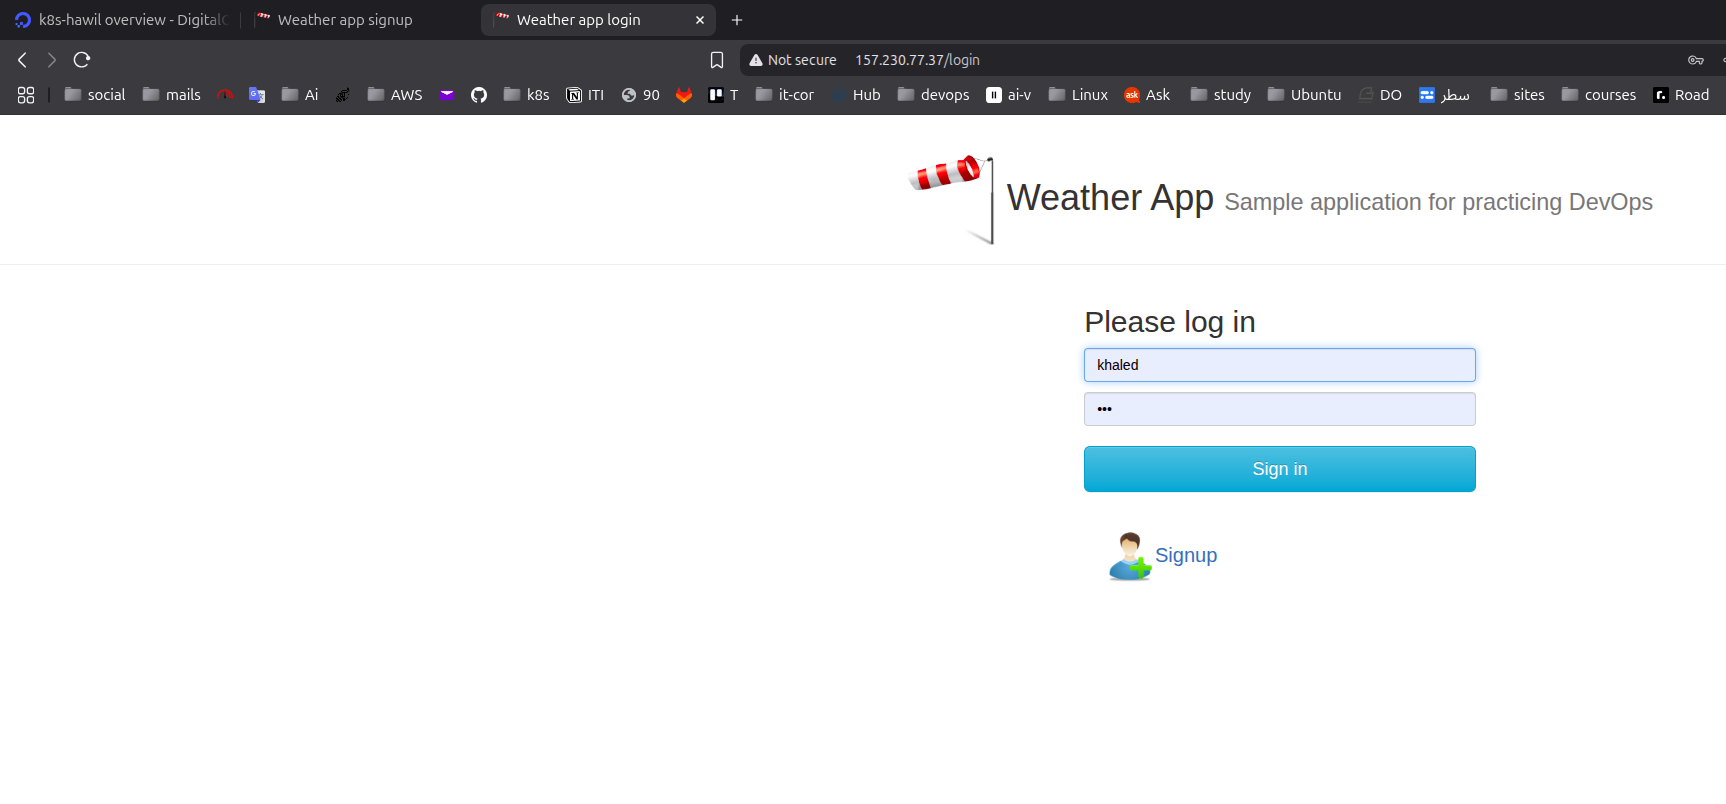 k8s-hawil overview - DigitalO
Weather app signup
Weather app login
Not secure 157.230.77.37/login
social mails Ai AWS k8s ITI 90 T it-cor Hub devops ai-v Linux Ask study Ubuntu DO سطر sites courses Road
Weather App Sample application for practicing DevOps
Please log in
khaled
•••
Sign in
Signup